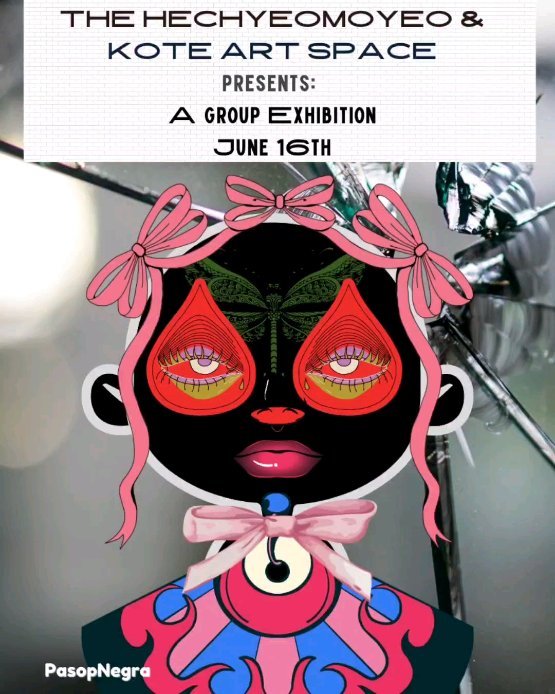 THE HECHYEOMOYEO &
KOTE ART SPACE
PRESENTS:
A GROUP EXHIBITION
JUNE 16TH
PasopNegra